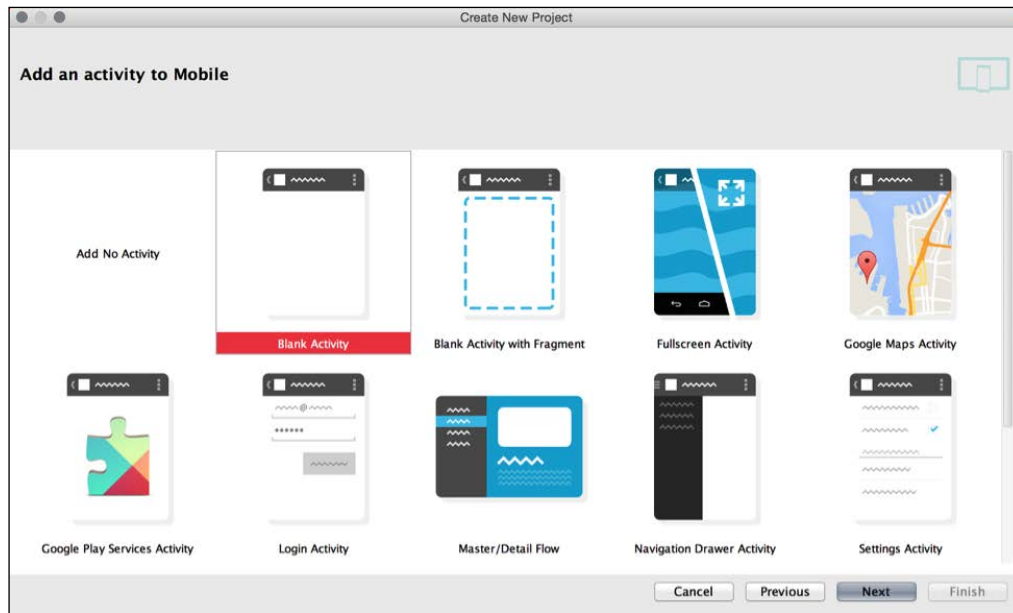 Create New Project
Add an activity to Mobile
Add No Activity
Blank Activity
Blank Activity with Fragment
Fullscreen Activity
Google Maps Activity
Google Play Services Activity
Login Activity
Master/Detail Flow
Navigation Drawer Activity
Settings Activity
Cancel
Previous
Next
Finish